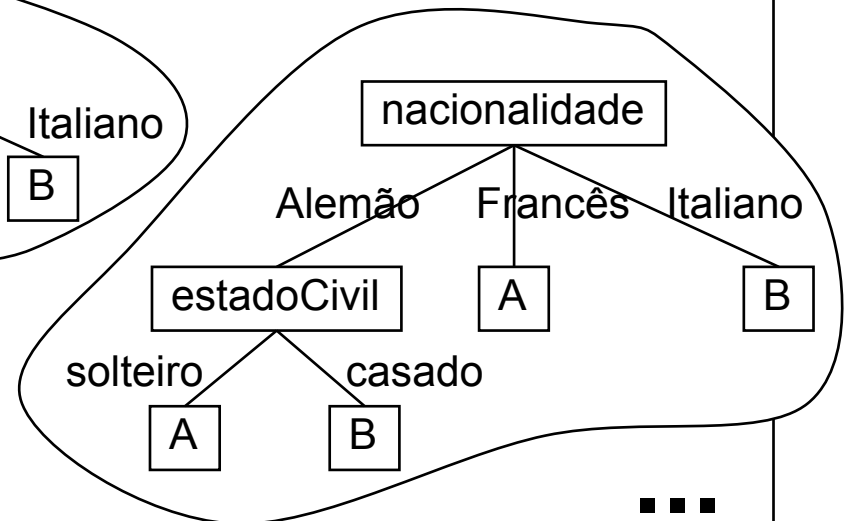 Italiano
B
nacionalidade
Alemão Francês Italiano
estadoCivil A B
solteiro casado
A B
...